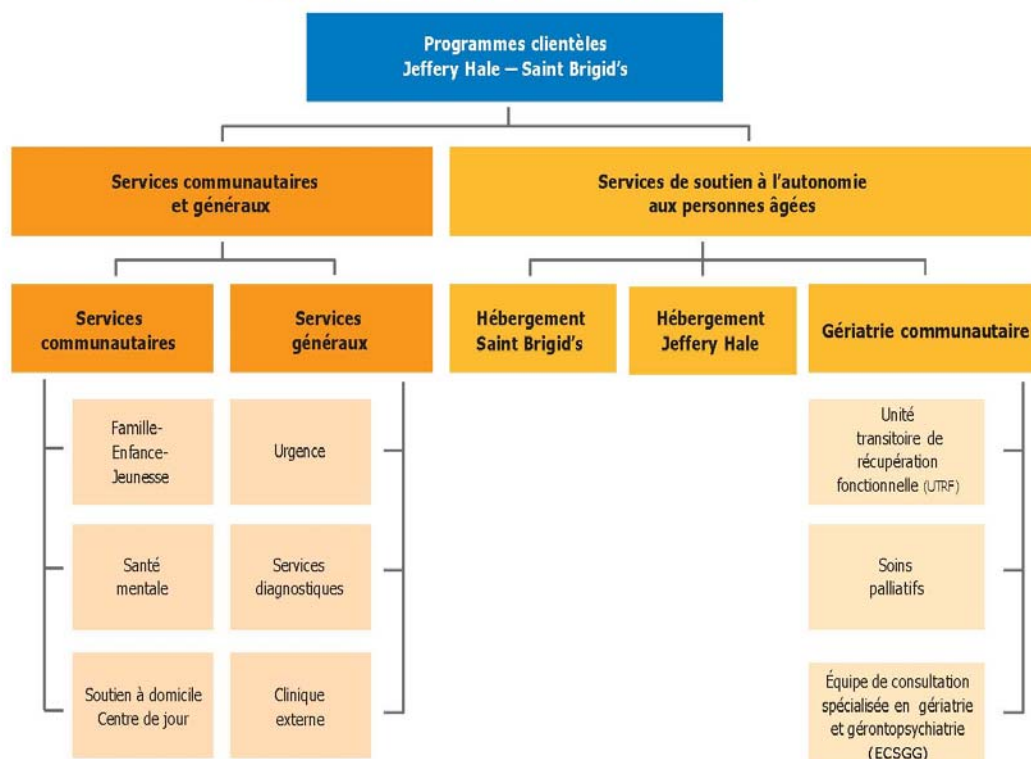 Programmes clientèles
Jeffery Hale – Saint Brigid's
Services communautaires
et généraux
Services de soutien à l'autonomie
aux personnes âgées
Services
communautaires
Services
généraux
Hébergement
Saint Brigid's
Hébergement
Jeffery Hale
Gériatrie communautaire
Famille-
Enfance-
Jeunesse
Urgence
Unité
transitoire de
récupération
fonctionnelle (UTRF)
Santé
mentale
Services
diagnostiques
Soins
palliatifs
Soutien à domicile
Centre de jour
Clinique
externe
Équipe de consultation
spécialisée en gériatrie
et gérontopsychiatrie
(ECSGG)